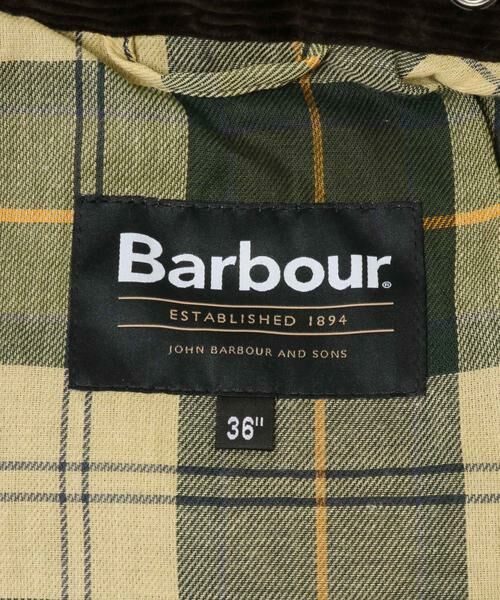 Barbour®
ESTABLISHED 1894
JOHN BARBOUR AND SONS
36"